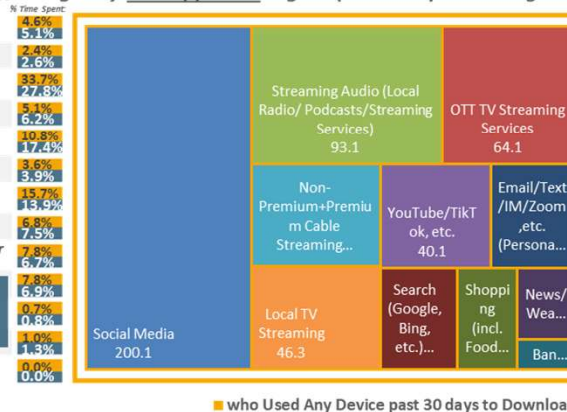 % Time Spent:
4.6%
5.1%
2.4%
2.6%
33.7%
27.8%
5.1%
6.2%
10.8%
17.4%
3.6%
3.9%
15.7%
13.9%
6.8%
7.5%
7.8%
6.7%
7.8%
6.9%
0.7%
0.8%
1.0%
1.3%
0.0%
0.0%
Social Media
200.1
Streaming Audio (Local
Radio/ Podcasts/Streaming
Services)
93.1
OTT TV Streaming
Services
64.1
Non-
Premium+Premiu
m Cable
Streaming...
YouTube/TikT
ok, etc.
40.1
Email/Text
/IM/Zoom
,etc.
(Persona...
Local TV
Streaming
46.3
Search
(Google,
Bing,
etc.)...
Shoppi
ng
(incl.
Food...
News/
Wea...
Ban...
who Used Any Device past 30 days to Downloa